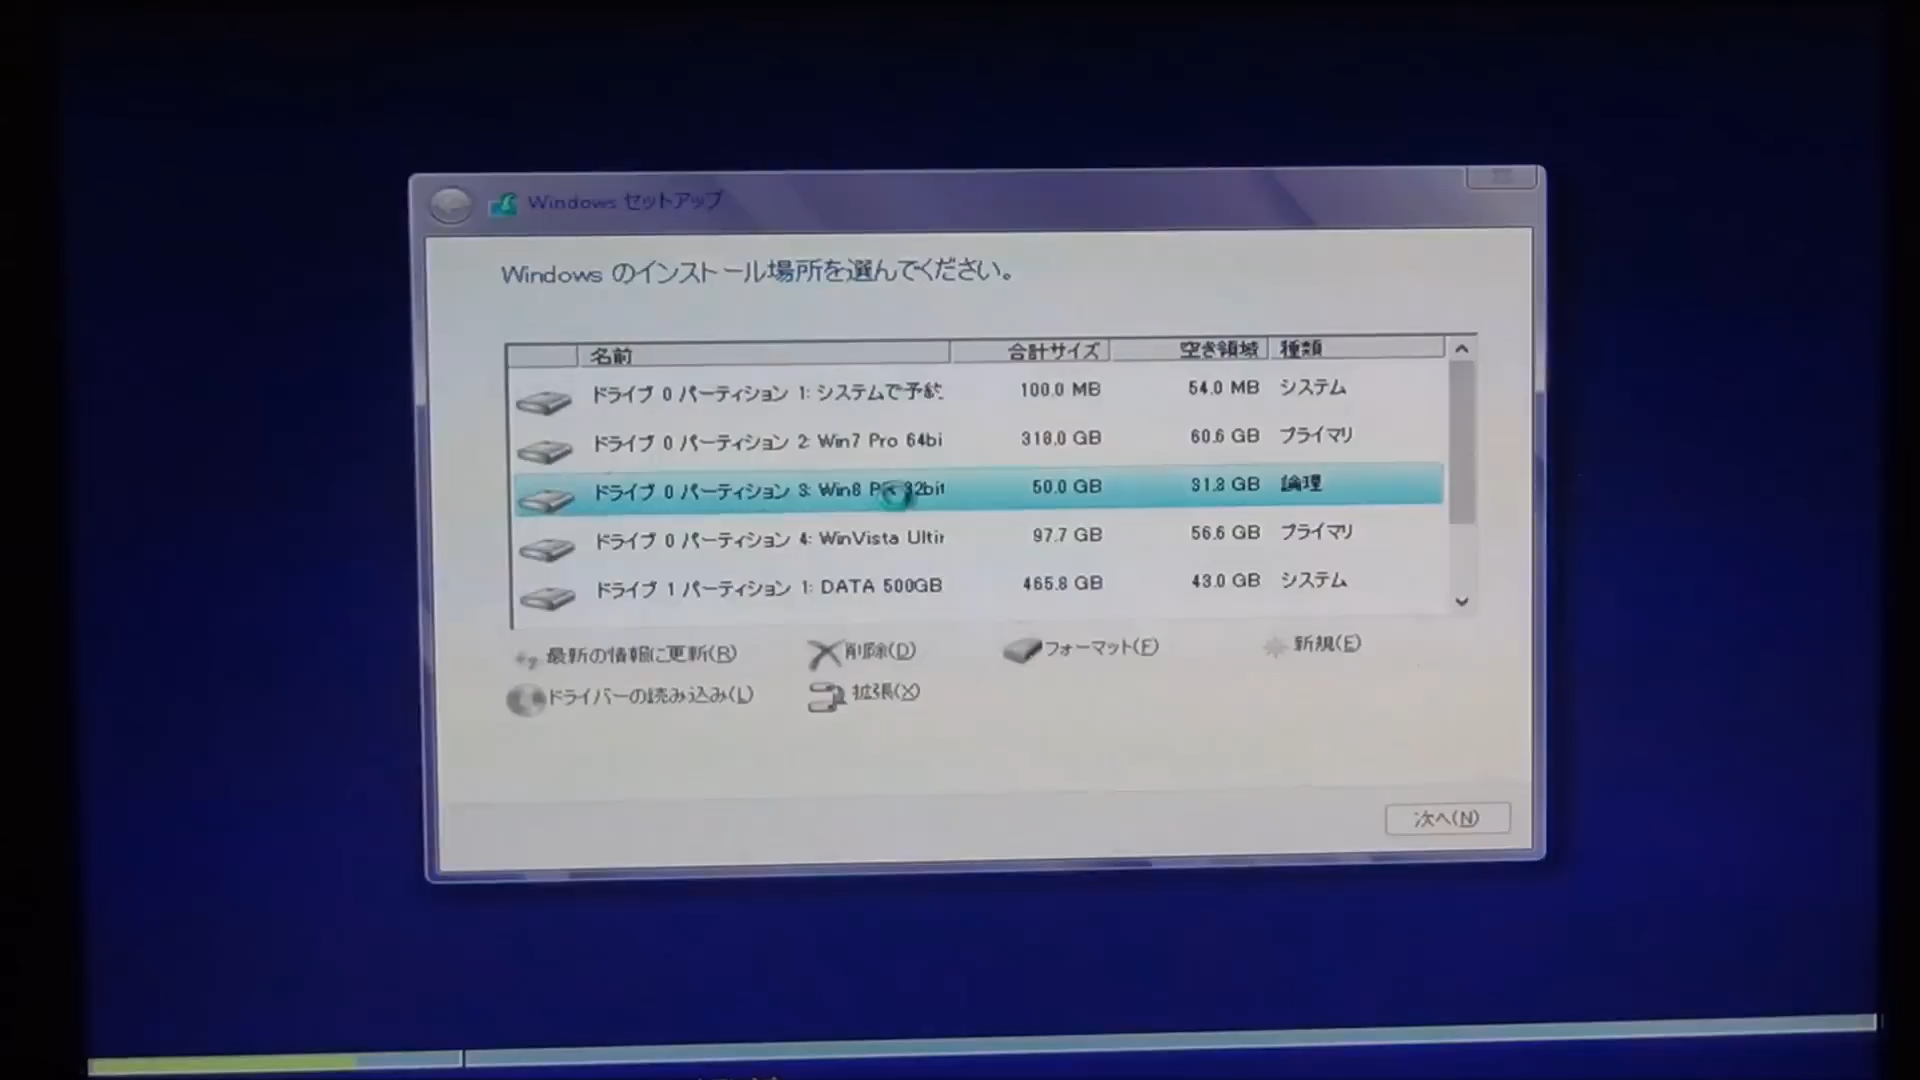 Windows セットアップ
Windows のインストール場所を選んでください。
名前 合計サイズ 空き領域 種類
ドライブ 0 パーティション 1: システムで予約 100.0 MB 54.0 MB システム
ドライブ 0 パーティション 2: Win7 Pro 64bi 318.0 GB 60.6 GB プライマリ
ドライブ 0 パーティション 3: Win8 32bit 50.0 GB 31.3 GB 論理
ドライブ 0 パーティション 4: WinVista Ultir 97.7 GB 56.6 GB プライマリ
ドライブ 1 パーティション 1: DATA 500GB 465.8 GB 43.0 GB システム
最新の情報に更新(R) 削除(D) フォーマット(F) 新規(E)
ドライバーの読み込み(L) 拡張(X)
次へ(N)